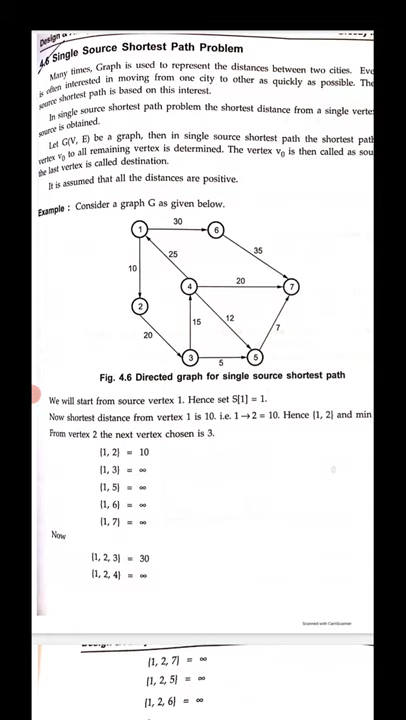 Design &
4.6 Single Source Shortest Path Problem
Many times, Graph is used to represent the distances between two cities. Eve
is often interested in moving from one city to other as quickly as possible. The
source shortest path is based on this interest.
In single source shortest path problem the shortest distance from a single verte
source is obtained.
Let G(V, E) be a graph, then in single source shortest path the shortest path
vertex v₀ to all remaining vertex is determined. The vertex v₀ is then called as sou
the last vertex is called destination.
It is assumed that all the distances are positive.
Example : Consider a graph G as given below.
30
1
6
25
35
10
4
20
7
2
15
12
20
7
3
5
5
Fig. 4.6 Directed graph for single source shortest path
We will start from source vertex 1. Hence set S[1] = 1.
Now shortest distance from vertex 1 is 10. i.e. 1→2 = 10. Hence {1, 2} and min
From vertex 2 the next vertex chosen is 3.
{1, 2} = 10
{1, 3} = ∞
{1, 5} = ∞
{1, 6} = ∞
{1, 7} = ∞
Now
{1, 2, 3} = 30
{1, 2, 4} = ∞
Scanned with CamScanner
{1, 2, 7} = ∞
{1, 2, 5} = ∞
{1, 2, 6} = ∞